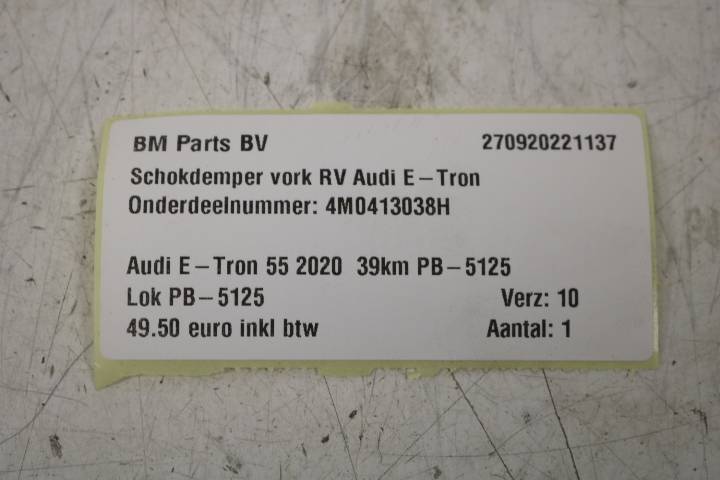 BM Parts BV 270920221137
Schokdemper vork RV Audi E-Tron
Onderdeelnummer: 4M0413038H
Audi E-Tron 55 2020 39km PB-5125
Lok PB-5125 Verz: 10
49.50 euro inkl btw Aantal: 1